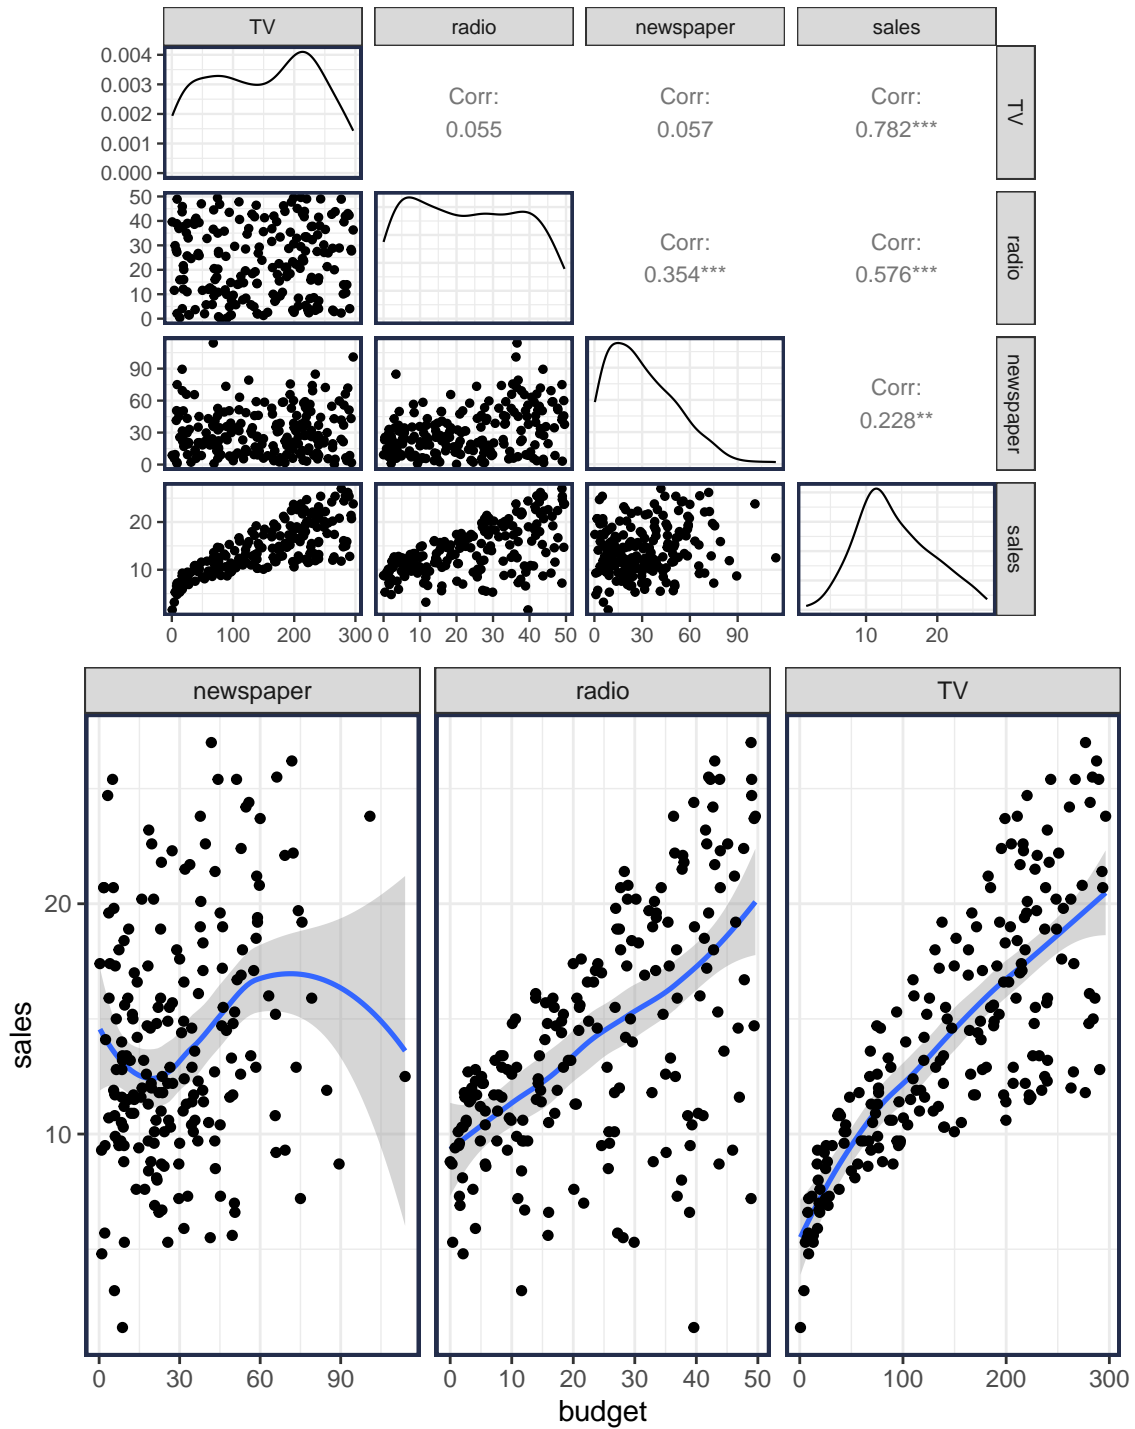 TV radio newspaper sales
0.004
0.003
0.002
0.001
0.000
Corr:
0.055
Corr:
0.057
Corr:
0.782***
TV
50
40
30
20
10
0
Corr:
0.354***
Corr:
0.576***
radio
90
60
30
0
Corr:
0.228**
newspaper
20
10
sales
0 100 200 300 0 10 20 30 40 50 0 30 60 90 10 20
newspaper radio TV
20
10
sales
0 30 60 90 0 10 20 30 40 50 0 100 200 300
budget